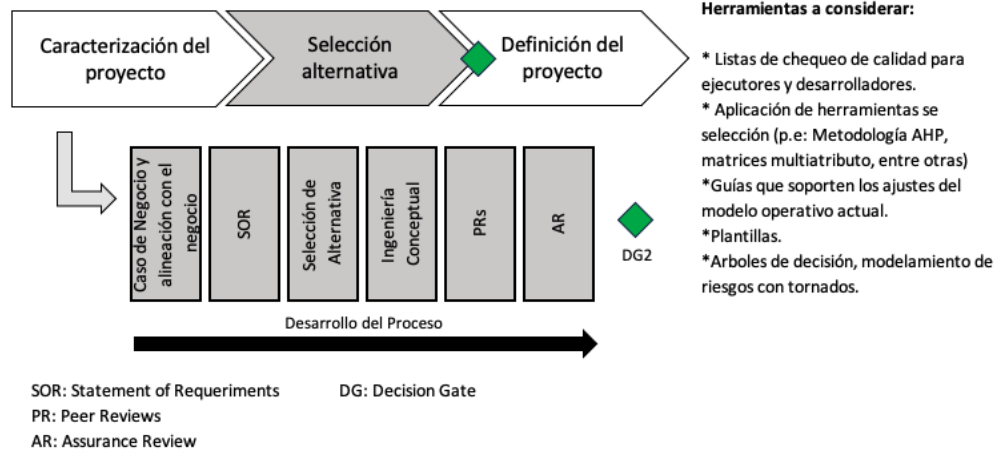 Caracterización del
proyecto
Selección
alternativa
Definición del
proyecto
Caso de Negocio y
alineación con el
negocio
SOR
Selección de
Alternativa
Ingeniería
Conceptual
PRs
AR
DG2
Desarrollo del Proceso
SOR: Statement of Requeriments
DG: Decision Gate
PR: Peer Reviews
AR: Assurance Review
Herramientas a considerar:
* Listas de chequeo de calidad para
ejecutores y desarrolladores.
* Aplicación de herramientas se
selección (p.e: Metodología AHP,
matrices multiatributo, entre otras)
*Guías que soporten los ajustes del
modelo operativo actual.
*Plantillas.
*Arboles de decisión, modelamiento de
riesgos con tornados.